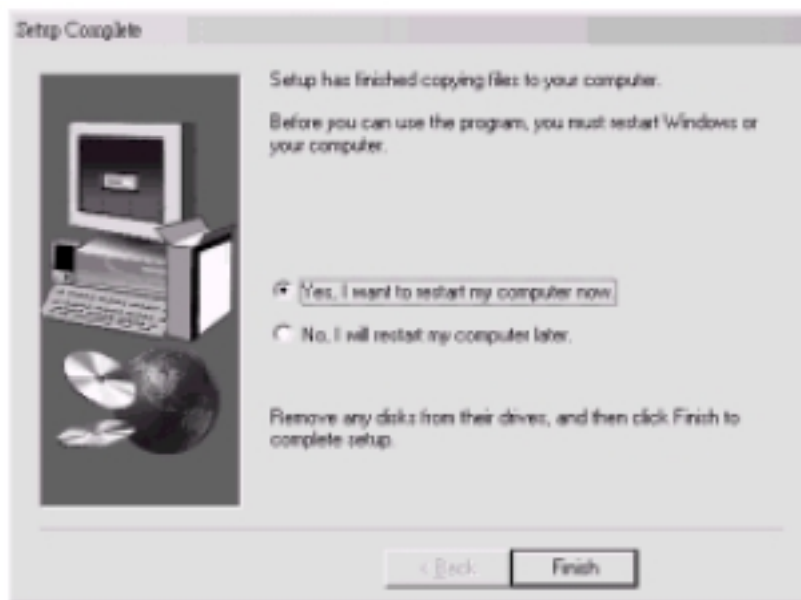 Setup Complete
Setup has finished copying files to your computer.
Before you can use the program, you must restart Windows or
your computer.
Yes, I want to restart my computer now.
No, I will restart my computer later.
Remove any disks from their drives, and then click Finish to
complete setup.
< Back
Finish